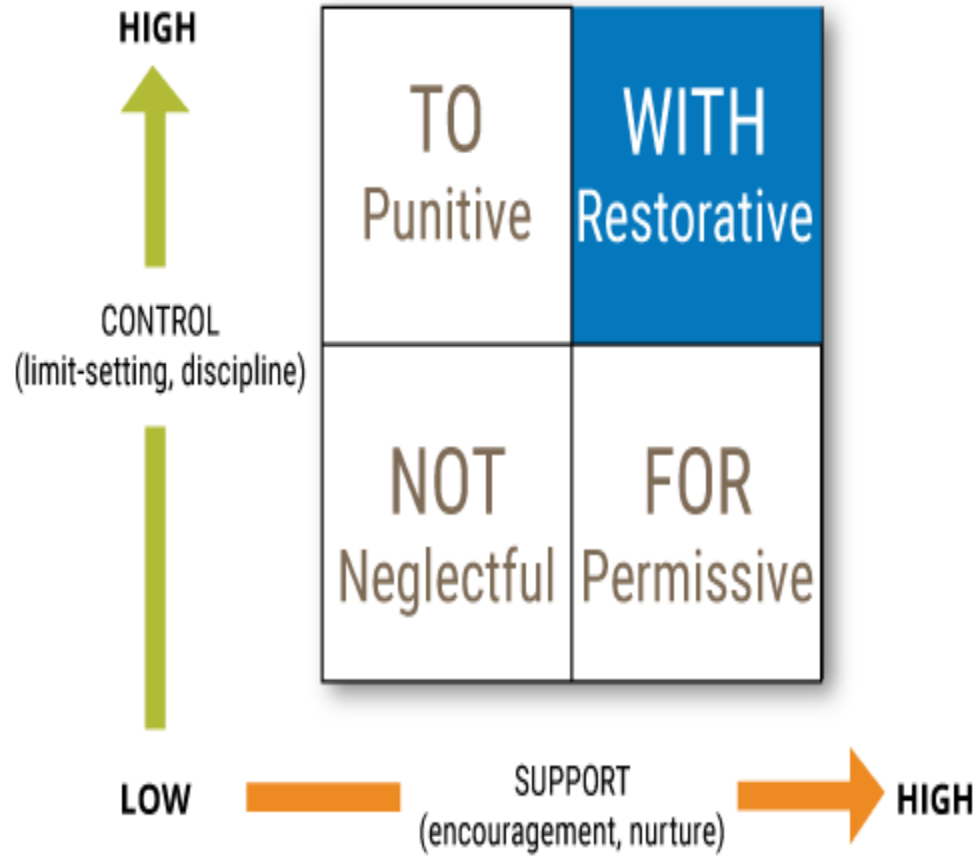 HIGH
TO
Punitive
WITH
Restorative
CONTROL
(limit-setting, discipline)
NOT
Neglectful
FOR
Permissive
LOW
SUPPORT
(encouragement, nurture)
HIGH